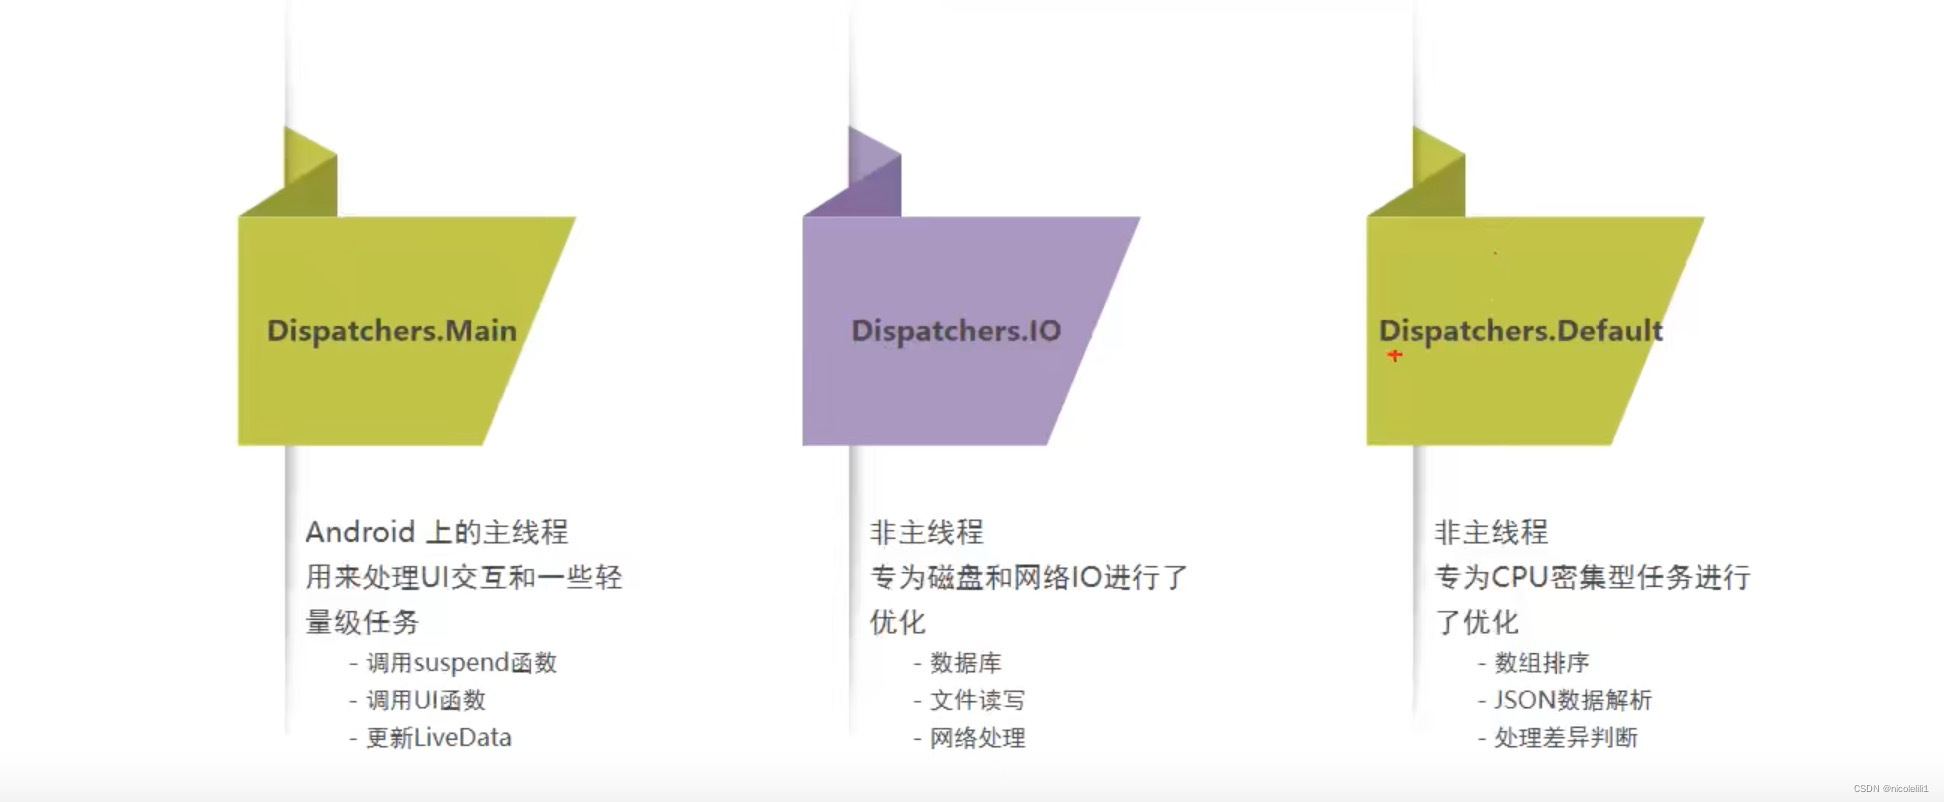 Dispatchers.Main
Android 上的主线程
用来处理UI交互和一些轻
量级任务
- 调用suspend函数
- 调用UI函数
- 更新LiveData
Dispatchers.IO
非主线程
专为磁盘和网络IO进行了
优化
- 数据库
- 文件读写
- 网络处理
Dispatchers.Default
非主线程
专为CPU密集型任务进行
了优化
- 数组排序
- JSON数据解析
- 处理差异判断
CSDN @nicolelili1